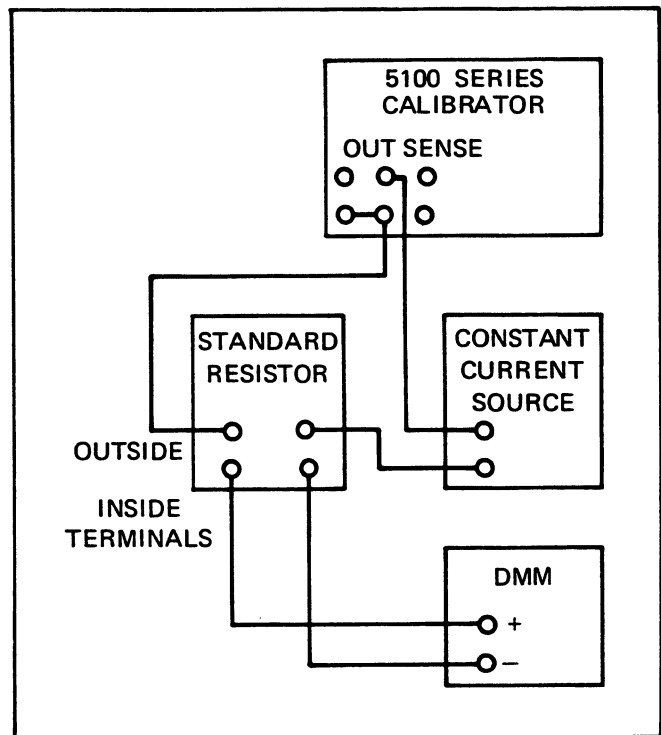 5100 SERIES
CALIBRATOR
OUT SENSE
STANDARD
RESISTOR
CONSTANT
CURRENT
SOURCE
OUTSIDE
INSIDE
TERMINALS
DMM
+
−